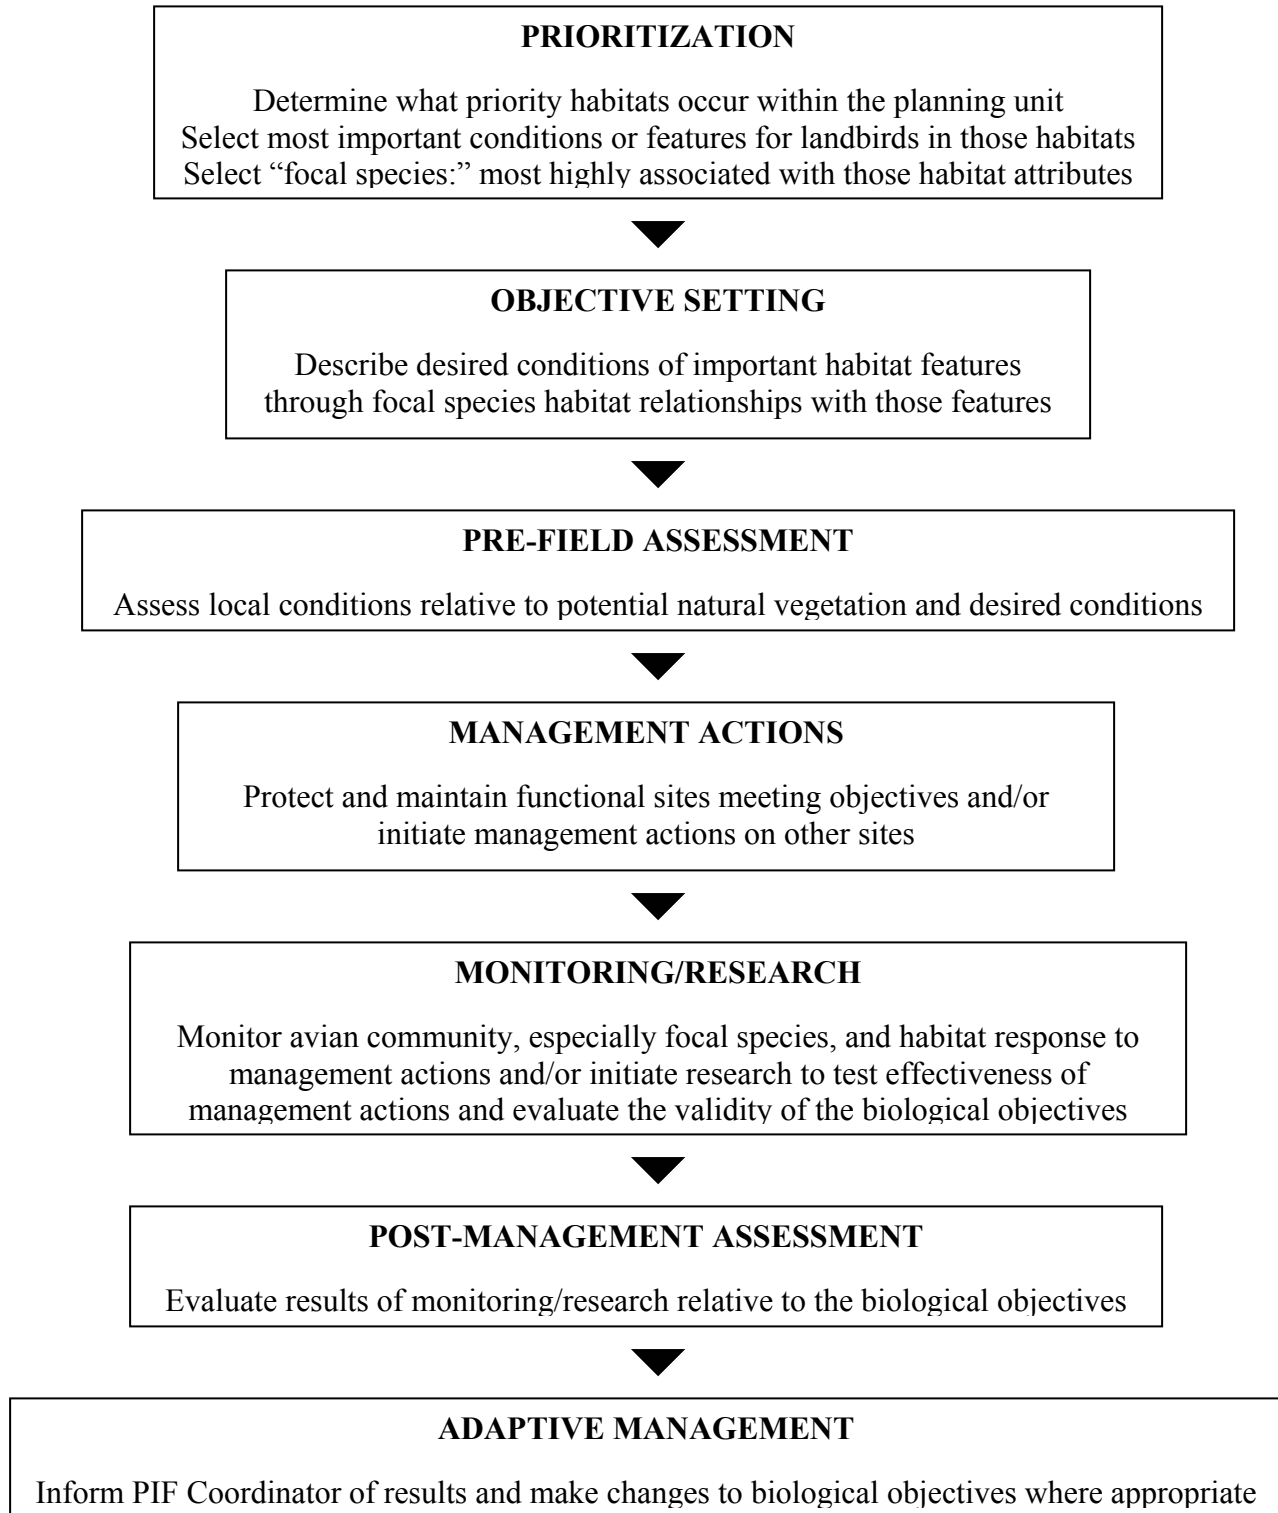 PRIORITIZATION
Determine what priority habitats occur within the planning unit
Select most important conditions or features for landbirds in those habitats
Select “focal species:” most highly associated with those habitat attributes
OBJECTIVE SETTING
Describe desired conditions of important habitat features
through focal species habitat relationships with those features
PRE-FIELD ASSESSMENT
Assess local conditions relative to potential natural vegetation and desired conditions
MANAGEMENT ACTIONS
Protect and maintain functional sites meeting objectives and/or
initiate management actions on other sites
MONITORING/RESEARCH
Monitor avian community, especially focal species, and habitat response to
management actions and/or initiate research to test effectiveness of
management actions and evaluate the validity of the biological objectives
POST-MANAGEMENT ASSESSMENT
Evaluate results of monitoring/research relative to the biological objectives
ADAPTIVE MANAGEMENT
Inform PIF Coordinator of results and make changes to biological objectives where appropriate